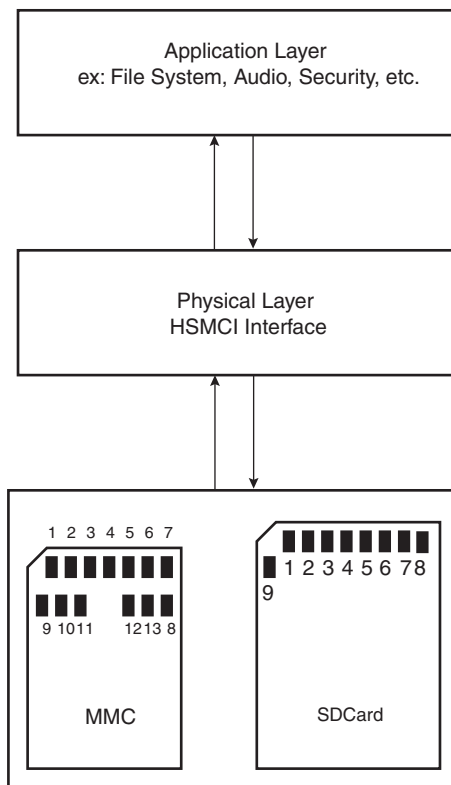 Application Layer
ex: File System, Audio, Security, etc.
Physical Layer
HSMCI Interface
1 2 3 4 5 6 7
9 10 11 12 13 8
MMC
1 2 3 4 5 6 7 8
9
SDCard